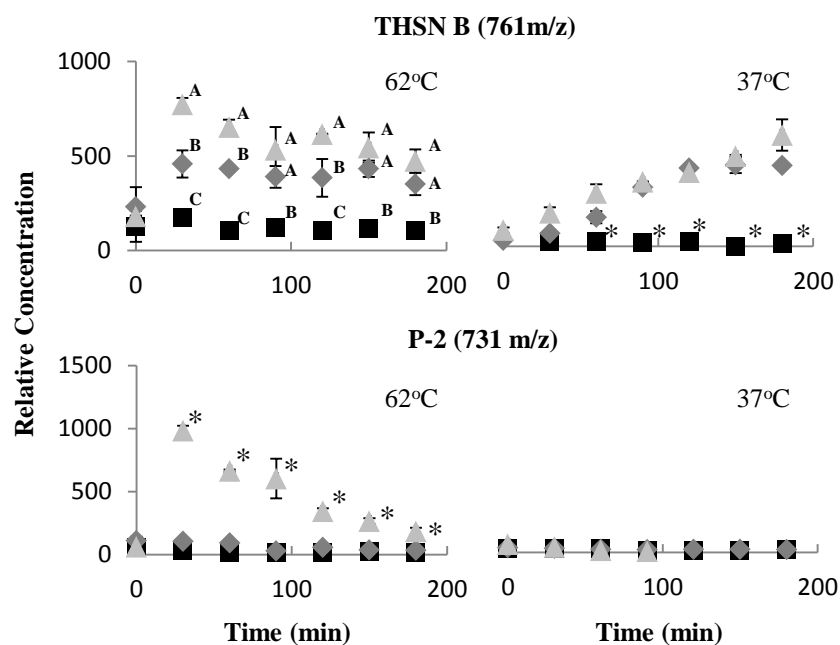 THSN B (761m/z)
1000
500
0
0
100
200
62°C
A
A
A
A
A
A
B
B
A
B
A
A
C
C
B
C
B
B
37°C
* * * * *
0
100
200
Relative Concentration
P-2 (731 m/z)
1500
1000
500
0
0
100
200
62°C
*
*
*
*
*
*
37°C
0
100
200
Time (min)
Time (min)